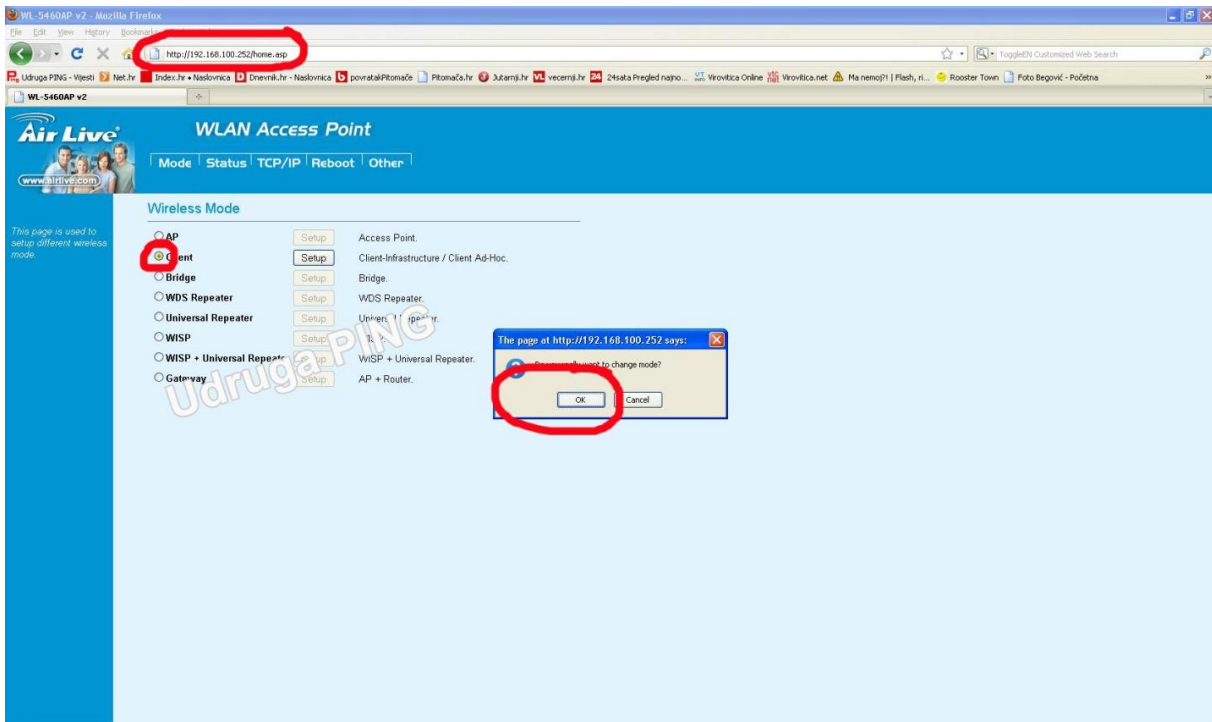 WL-5460AP v2 - Mozilla Firefox
File Edit View History
http://192.168.100.252/home.asp
ToggleEN Customized Web Search
Udruga PING - Vijesti Net.hr Index.hr • Naslovnica Dnevnik.hr - Naslovnica povratakPitomače Pitomača.hr Jutarnji.hr vecernji.hr 24sata Pregled najno... Virovitica Online Virovitica.net Ma nemoj?! | Flash, ri... Rooster Town Foto Begović - Početna
WL-5460AP v2
Air Live
www.airlive.com
WLAN Access Point
Mode Status TCP/IP Reboot Other
This page is used to
setup different wireless
mode.
Wireless Mode
AP Setup Access Point.
Setup Client-Infrastructure / Client Ad-Hoc.
Bridge Setup Bridge.
WDS Repeater Setup WDS Repeater.
Universal Repeater Setup
WISP Setup
WISP + Universal WISP + Universal Repeater.
Gateway Setup AP + Router.
Udruga PING
The page at http://192.168.100.252 says:
want to change mode?
OK Cancel